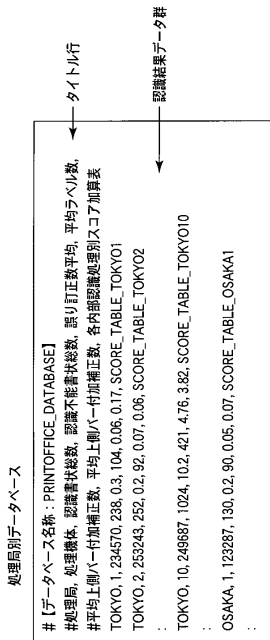 処理局別データベース
#【データベース名称：PRINTOFFICE_DATABASE】
#処理局, 処理機体, 認識書状総数, 認識不能書状総数, 誤り訂正数平均, 平均ラベル数,
#平均上側バー付加補正数, 平均上側バー付加補正数, 各内部認識処理別スコア加算表
TOKYO, 1, 234570, 238, 0.3, 104, 0.06, 0.17, SCORE_TABLE_TOKYO1
TOKYO, 2, 253243, 252, 0.2, 92, 0.07, 0.06, SCORE_TABLE_TOKYO2
:
TOKYO, 10, 249687, 1024, 10.2, 421, 4.76, 3.82, SCORE_TABLE_TOKYO10
:
OSAKA, 1, 123287, 130, 0.2, 90, 0.05, 0.07, SCORE_TABLE_OSAKA1
:
タイトル行
認識結果データ群